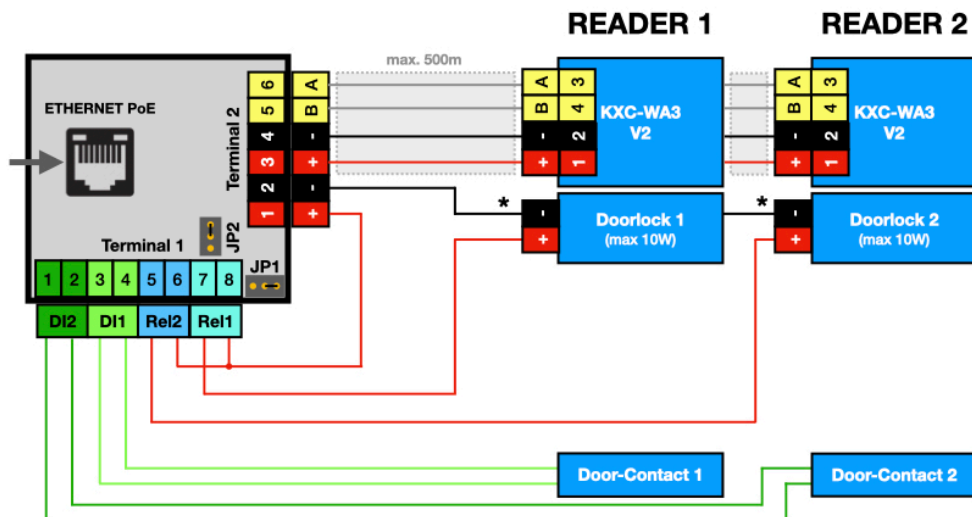 READER 1
READER 2
max. 500m
ETHERNET PoE
Terminal 2
6 A
5 B
4 -
3 +
2 -
1 +
A 3
B 4
- 2
+ 1
KXC-WA3
V2
A 3
B 4
- 2
+ 1
KXC-WA3
V2
* -
+
Doorlock 1
(max 10W)
* -
+
Doorlock 2
(max 10W)
JP2
Terminal 1
JP1
1 2 3 4 5 6 7 8
DI2 DI1 Rel2 Rel1
Door-Contact 1
Door-Contact 2